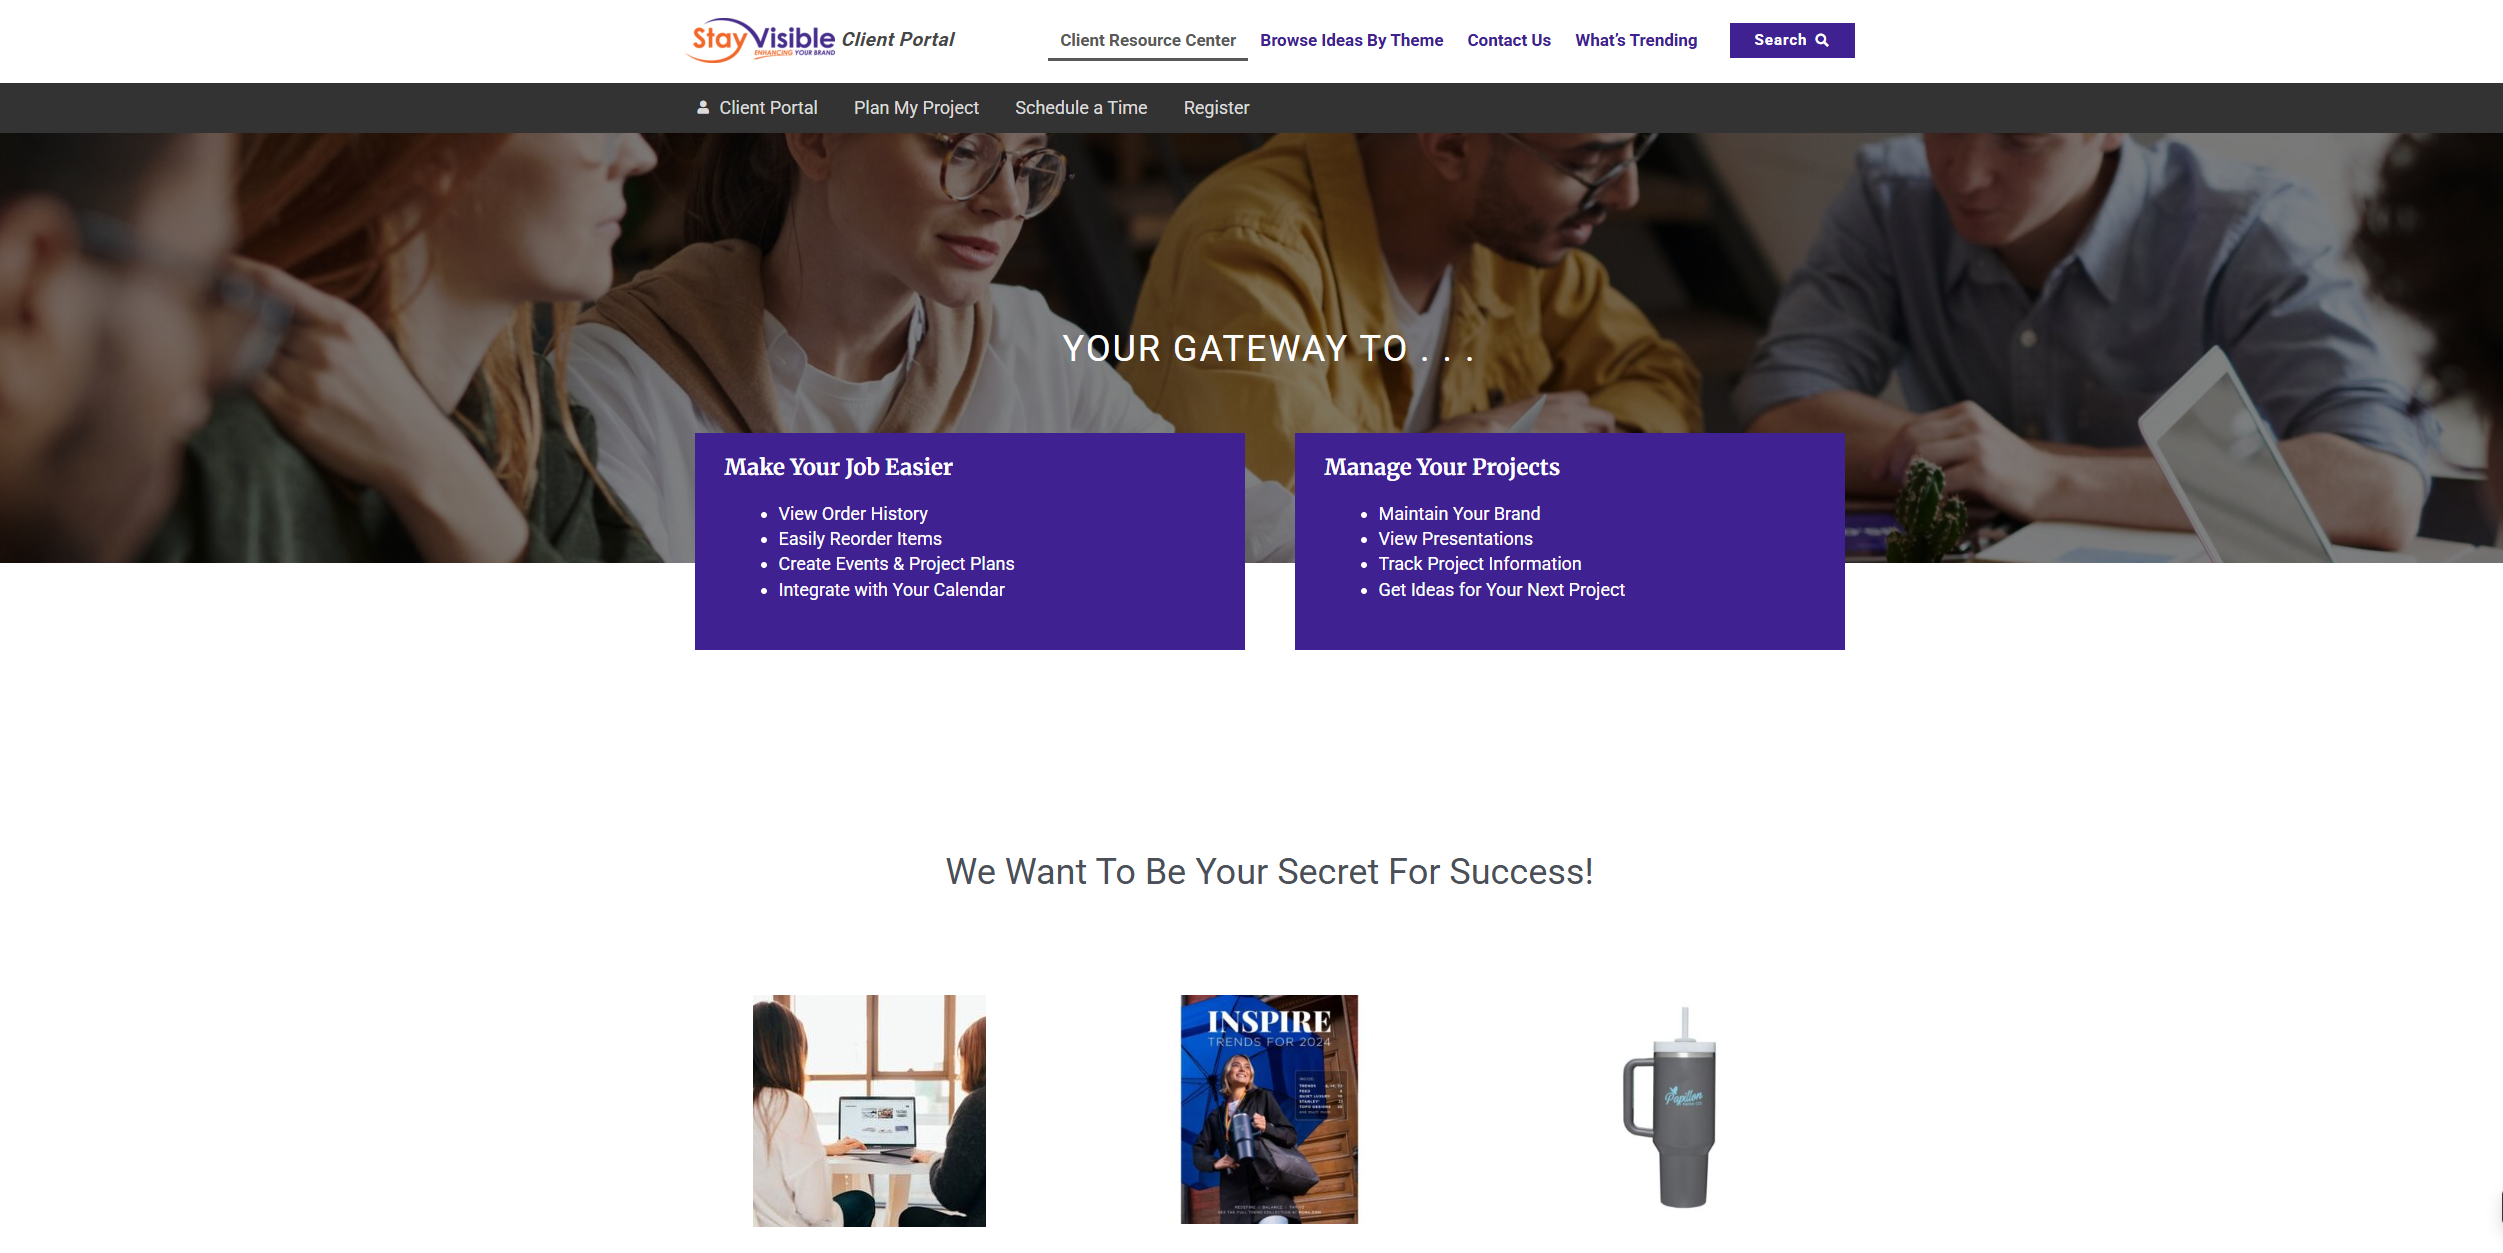 StayVisible
ENHANCING YOUR BRAND
Client Portal
Client Resource Center
Browse Ideas By Theme
Contact Us
What’s Trending
Search
Client Portal
Plan My Project
Schedule a Time
Register
YOUR GATEWAY TO . . .
Make Your Job Easier
• View Order History
• Easily Reorder Items
• Create Events & Project Plans
• Integrate with Your Calendar
Manage Your Projects
• Maintain Your Brand
• View Presentations
• Track Project Information
• Get Ideas for Your Next Project
We Want To Be Your Secret For Success!
INSPIRE
TRENDS FOR 2024
Papillon